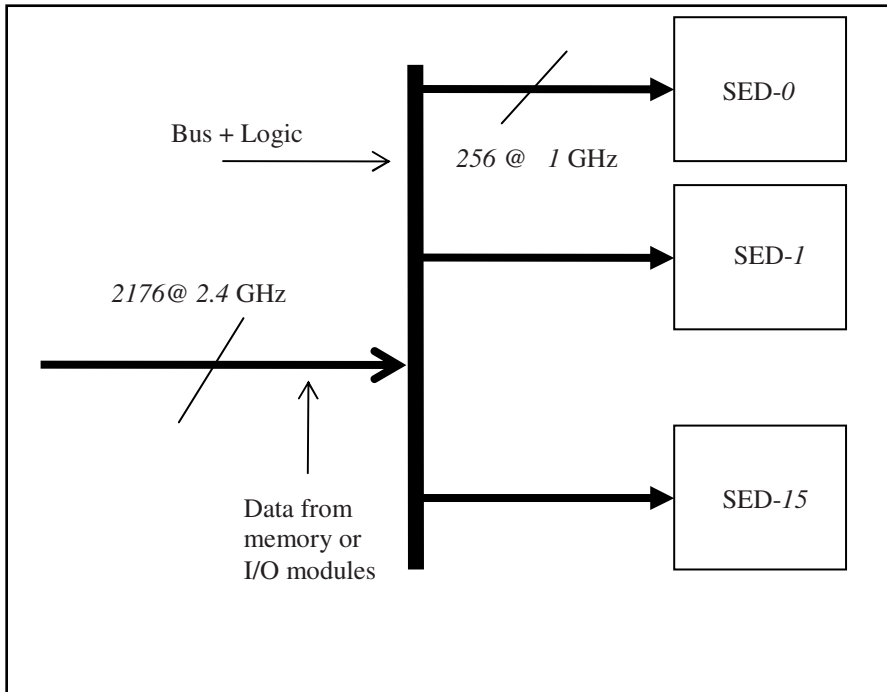 SED-0
Bus + Logic
256 @ 1 GHz
SED-1
2176@ 2.4 GHz
SED-15
Data from
memory or
I/O modules